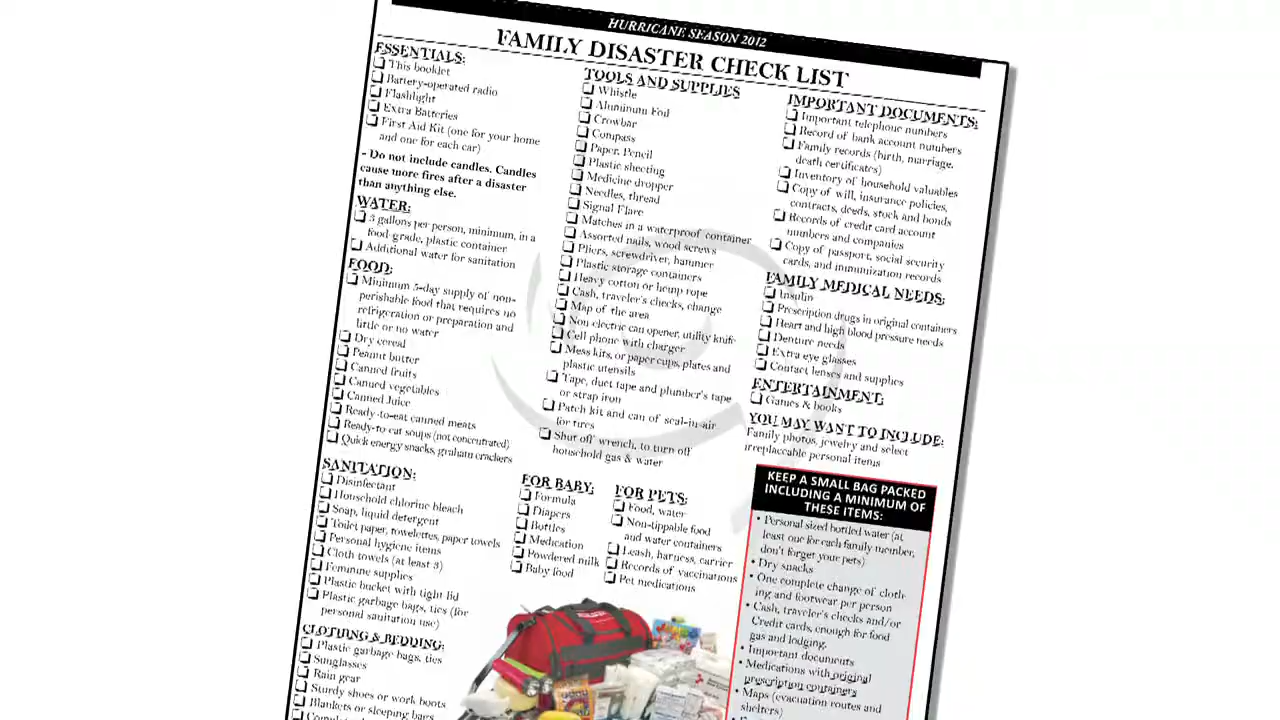 HURRICANE SEASON 2012
FAMILY DISASTER CHECK LIST
ESSENTIALS:
This booklet
Battery-operated radio
Flashlight
Extra Batteries
First Aid Kit (one for your home
and one for each car)
- Do not include candles. Candles
cause more fires after a disaster
than anything else.
WATER:
3 gallons per person, minimum, in a
food-grade, plastic container
Additional water for sanitation
FOOD:
Minimum 5-day supply of non-
perishable food that requires no
refrigeration or preparation and
little or no water
Dry cereal
Peanut butter
Canned fruits
Canned vegetables
Canned Juice
Ready-to-eat canned meats
Ready-to-eat soups (not concentrated)
Quick energy snacks, graham crackers
SANITATION:
Disinfectant
Household chlorine bleach
Soap, liquid detergent
Toilet paper, towelettes, paper towels
Personal hygiene items
Cloth towels (at least 3)
Feminine supplies
Plastic bucket with tight lid
Plastic garbage bags, ties (for
personal sanitation use)
CLOTHING & BEDDING:
Plastic garbage bags, ties
Sunglasses
Rain gear
Sturdy shoes or work boots
Blankets or sleeping bags
TOOLS AND SUPPLIES
Whistle
Aluminum Foil
Crowbar
Compass
Paper, Pencil
Plastic sheeting
Medicine dropper
Needles, thread
Signal Flare
Matches in a waterproof container
Assorted nails, wood screws
Pliers, screwdriver, hammer
Plastic storage containers
Heavy cotton or hemp rope
Cash, traveler's checks, change
Map of the area
Non electric can opener, utility knife
Cell phone with charger
Mess kits, or paper cups, plates and
plastic utensils
Tape, duct tape and plumber's tape
or strap iron
Patch kit and can of seal-in-air
for tires
Shut off wrench, to turn off
household gas & water
FOR BABY:
Formula
Diapers
Bottles
Medication
Powdered milk
Baby food
FOR PETS:
Food, water
Non-tippable food
and water containers
Leash, harness, carrier
Records of vaccinations
Pet medications
IMPORTANT DOCUMENTS:
Important telephone numbers
Record of bank account numbers
Family records (birth, marriage,
death certificates)
Inventory of household valuables
Copy of will, insurance policies,
contracts, deeds, stock and bonds
Records of credit card account
numbers and companies
Copy of passport, social security
cards, and immunization records
FAMILY MEDICAL NEEDS:
Insulin
Prescription drugs in original containers
Heart and high blood pressure needs
Denture needs
Extra eye glasses
Contact lenses and supplies
ENTERTAINMENT:
Games & books
YOU MAY WANT TO INCLUDE:
Family photos, jewelry and select
irreplaceable personal items
KEEP A SMALL BAG PACKED
INCLUDING A MINIMUM OF
THESE ITEMS:
• Personal sized bottled water (at
least one for each family member,
don't forget your pets)
• Dry snacks
• One complete change of cloth-
ing and footwear per person
• Cash, traveler's checks and/or
Credit cards, enough for food
gas and lodging.
• Important documents
• Medications with original
prescription containers
• Maps (evacuation routes and
shelters)